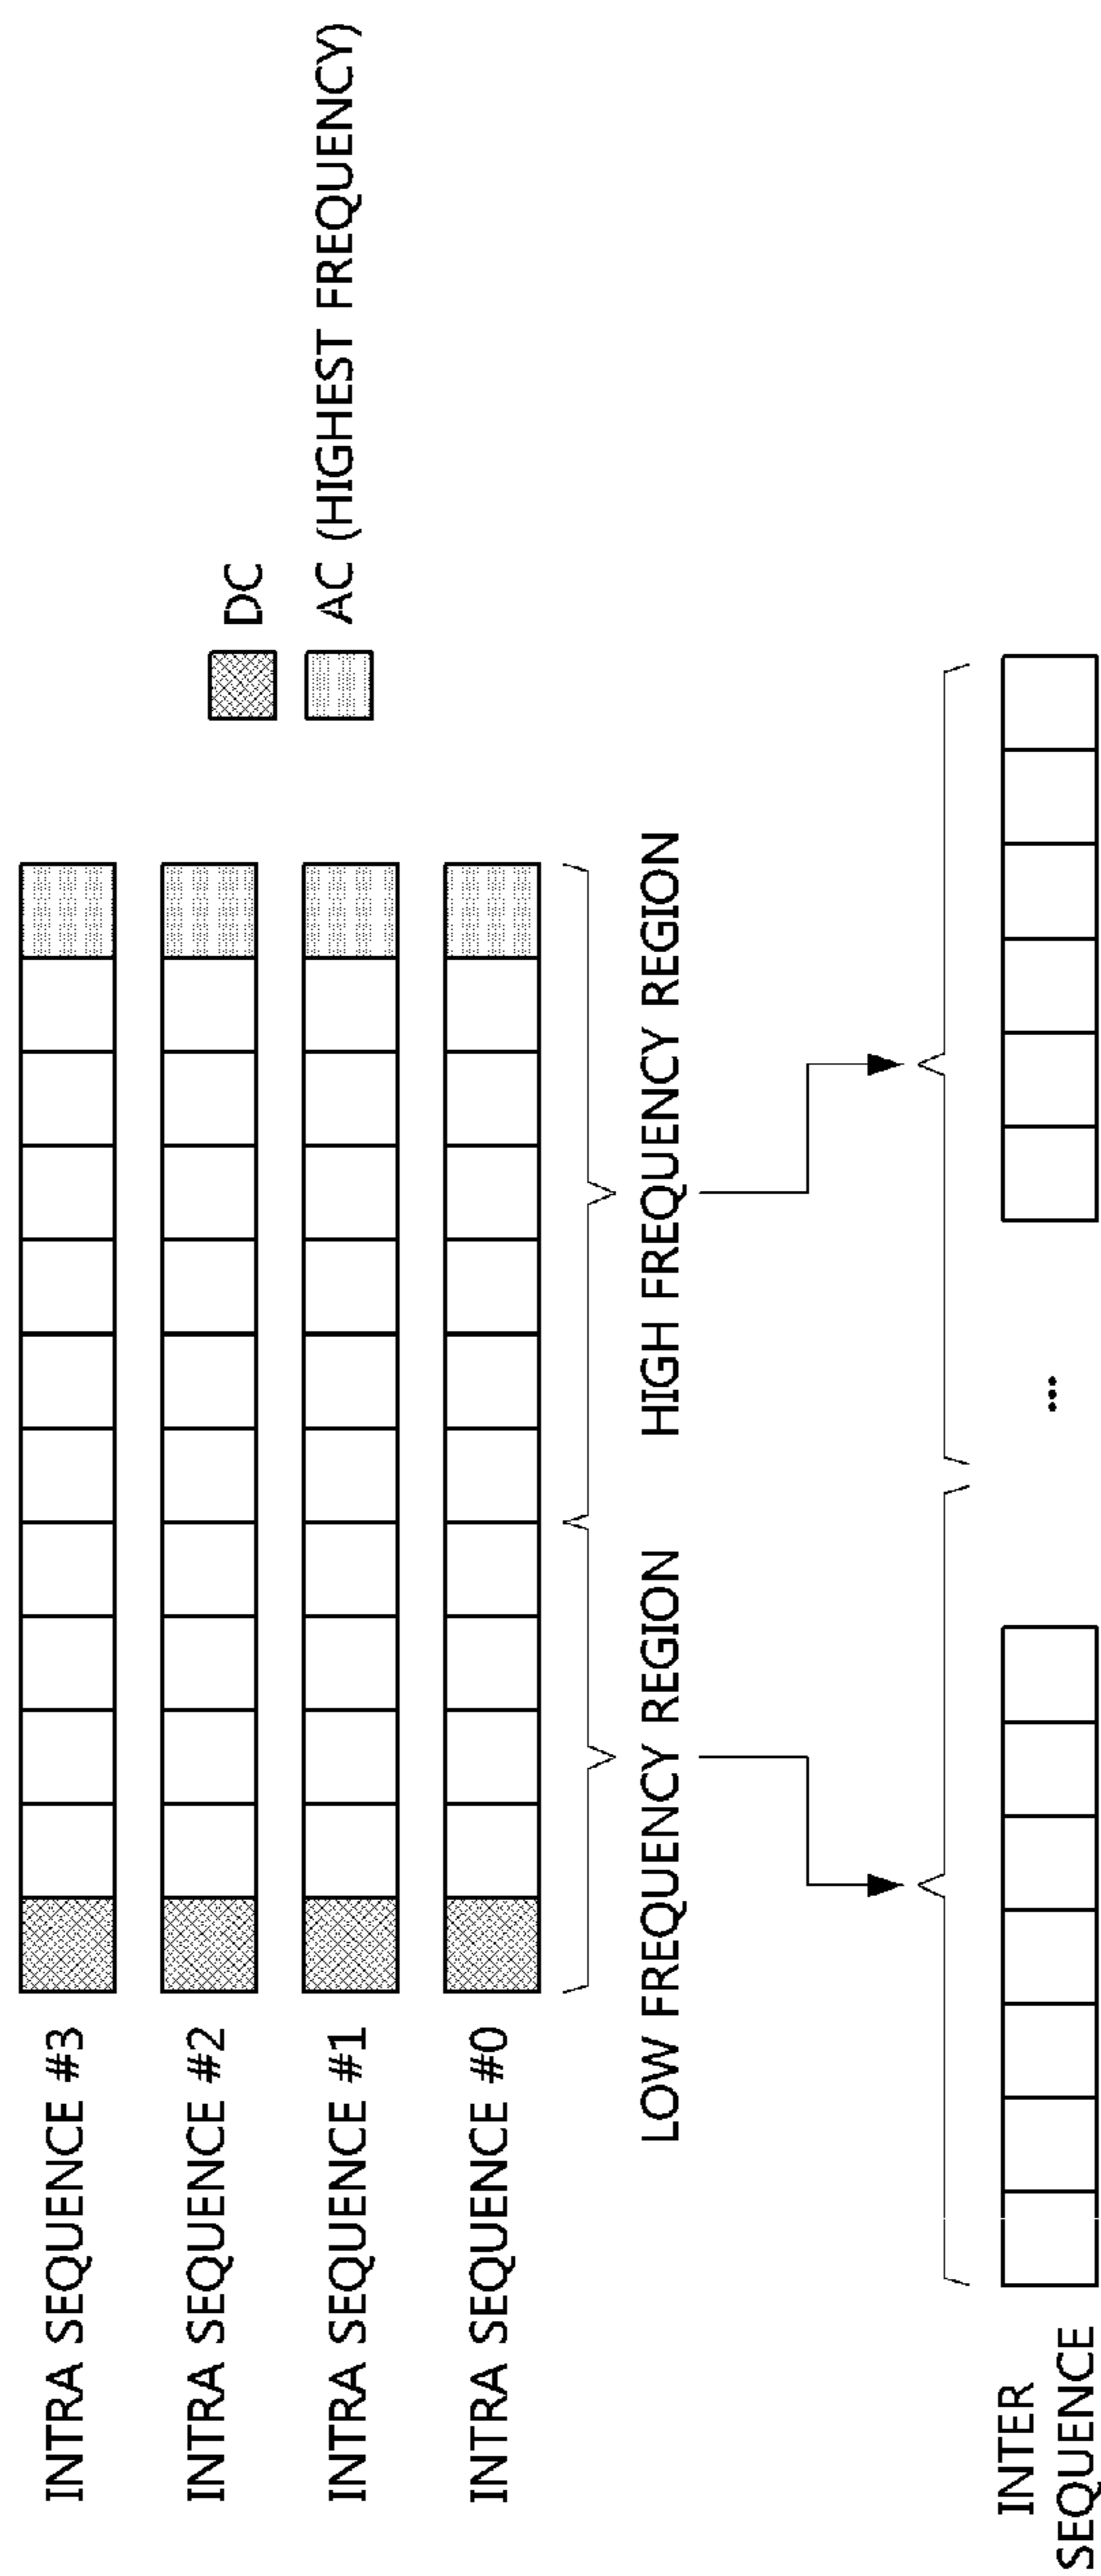 INTRA SEQUENCE #3
INTRA SEQUENCE #2
INTRA SEQUENCE #1
INTRA SEQUENCE #0
DC
AC (HIGHEST FREQUENCY)
LOW FREQUENCY REGION
HIGH FREQUENCY REGION
INTER
SEQUENCE
...